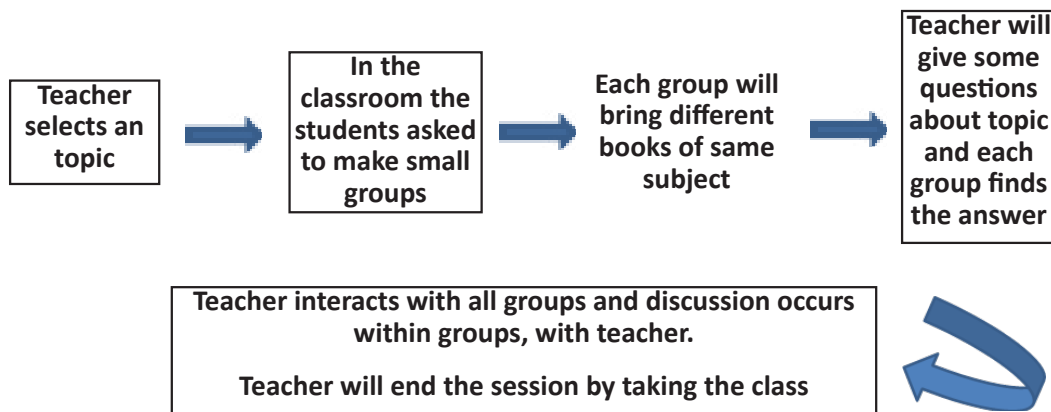 Teacher
selects an
topic
In the
classroom the
students asked
to make small
groups
Each group will
bring different
books of same
subject
Teacher will
give some
questions
about topic
and each
group finds
the answer
Teacher interacts with all groups and discussion occurs
within groups, with teacher.
Teacher will end the session by taking the class